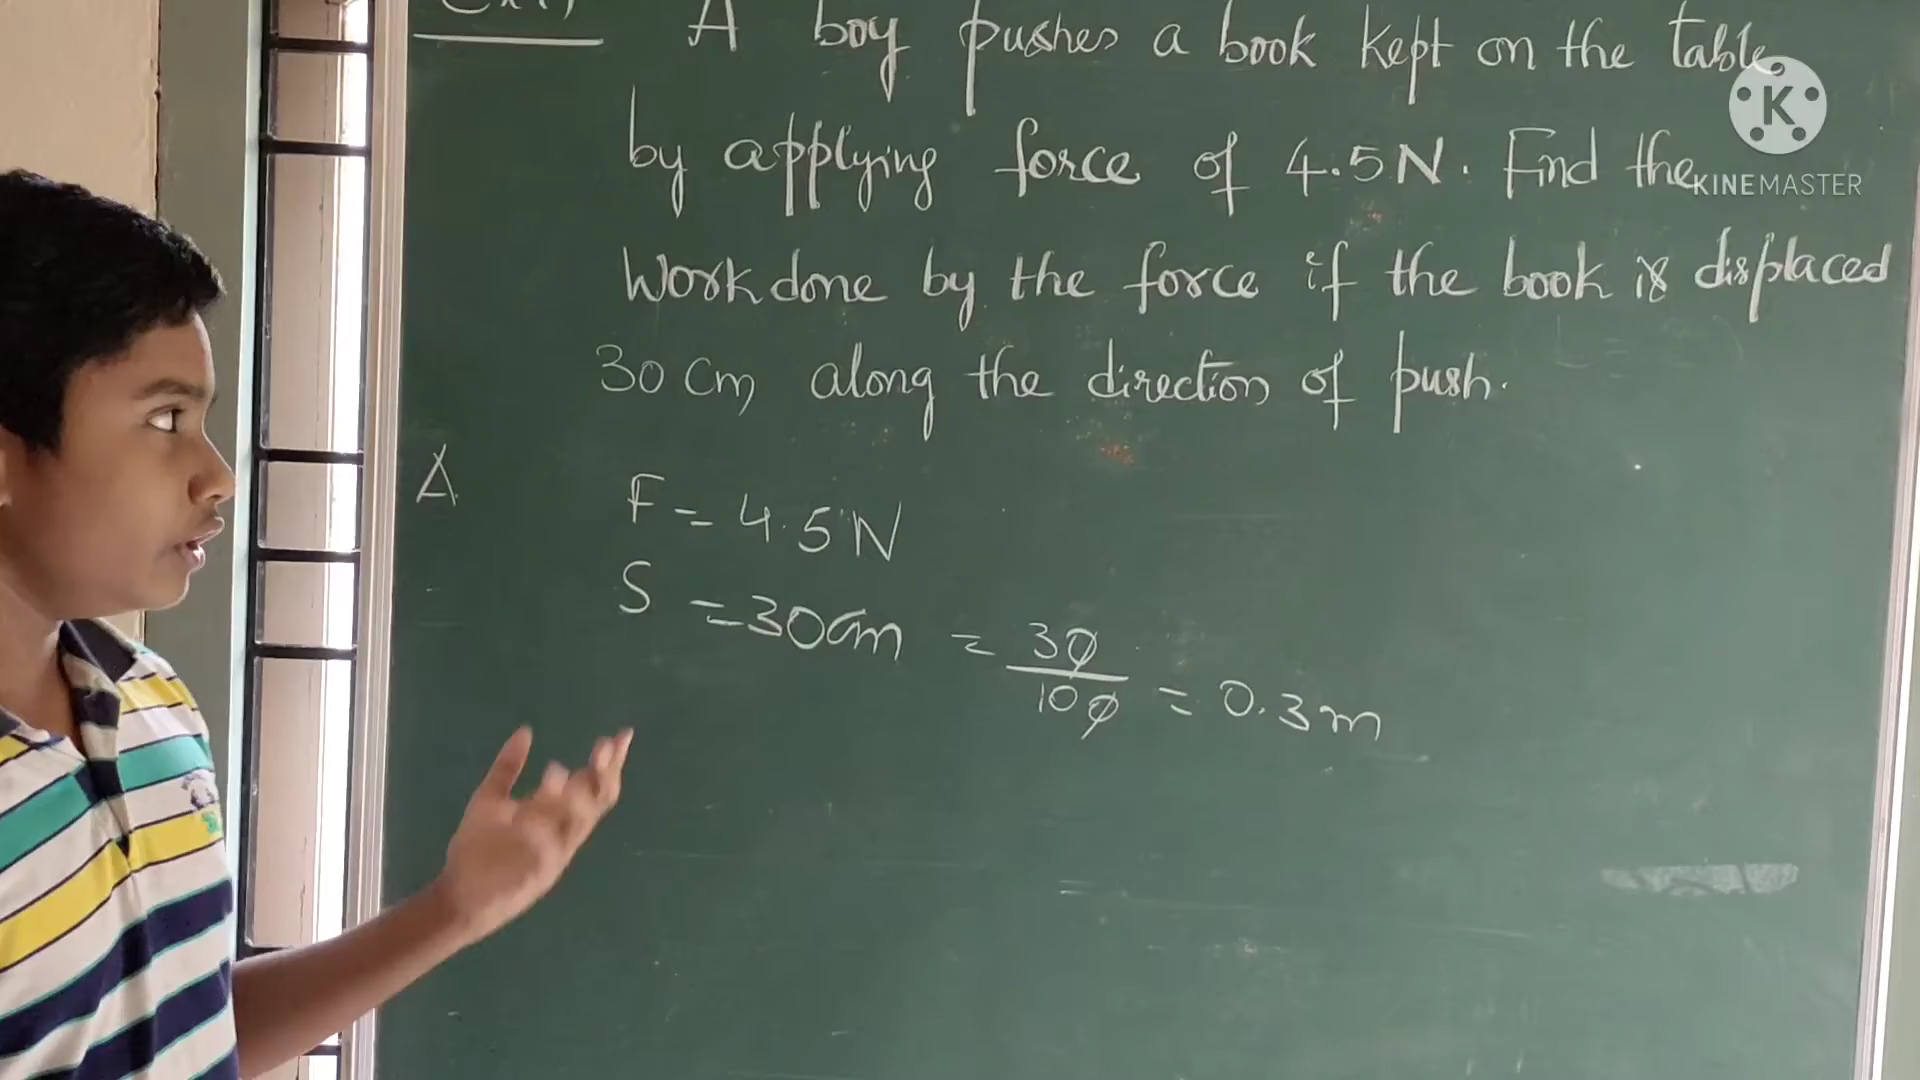 A boy pushes a book kept on the table
by applying force of 4.5N. Find the
Workdone by the force if the book is displaced
30 Cm along the direction of push.
A
F = 4.5N
S = 30cm = 30/100 = 0.3m
K
KINEMASTER